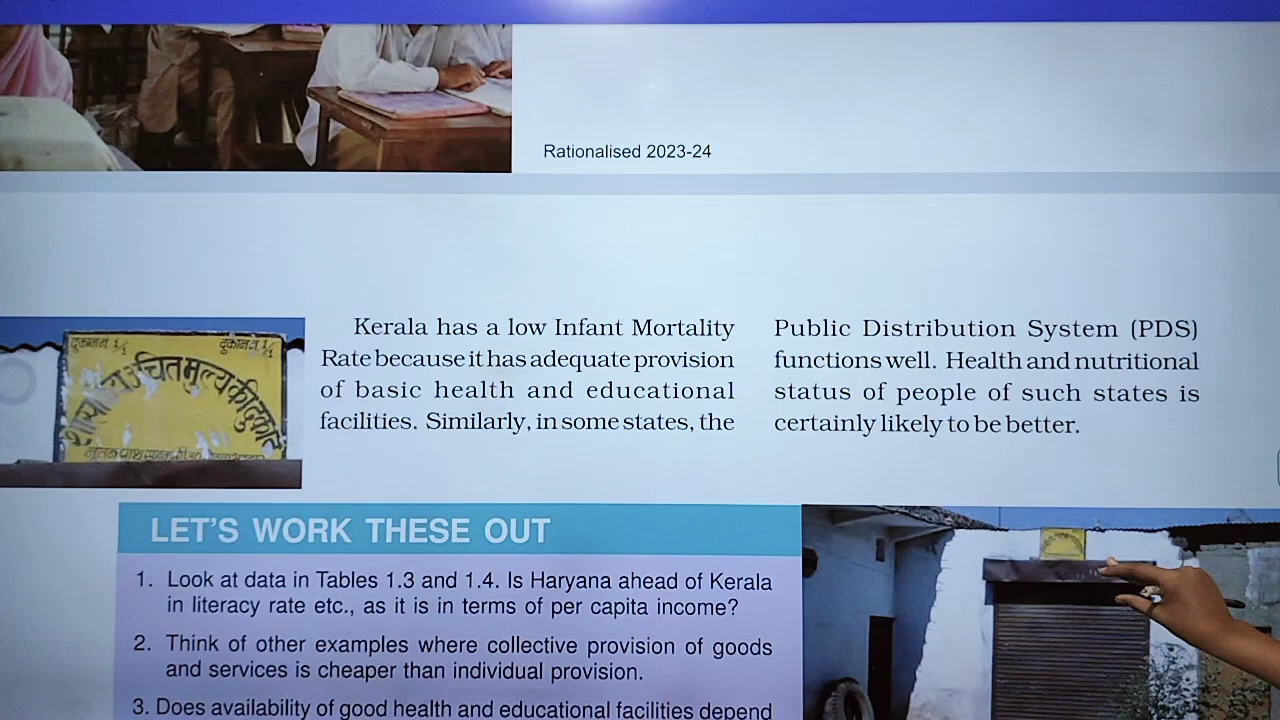 Rationalised 2023-24
दुकान नं. 1/1
दुकान नं. 1/1
उचित मूल्य की दुकान
Kerala has a low Infant Mortality
Rate because it has adequate provision
of basic health and educational
facilities. Similarly, in some states, the
Public Distribution System (PDS)
functions well. Health and nutritional
status of people of such states is
certainly likely to be better.
LET'S WORK THESE OUT
1. Look at data in Tables 1.3 and 1.4. Is Haryana ahead of Kerala
in literacy rate etc., as it is in terms of per capita income?
2. Think of other examples where collective provision of goods
and services is cheaper than individual provision.
3. Does availability of good health and educational facilities depend